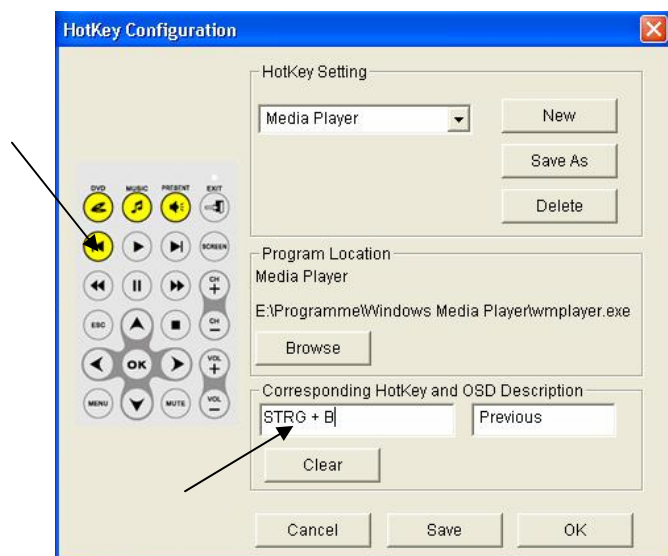 HotKey Configuration
HotKey Setting
Media Player
New
Save As
Delete
DVD MUSIC PRESENT EXIT
SCREEN
CH
+
ESC
CH
−
OK
VOL
+
MENU
MUTE
VOL
−
Program Location
Media Player
E:\Programme\Windows Media Player\wmplayer.exe
Browse
Corresponding HotKey and OSD Description
STRG + B
Previous
Clear
Cancel
Save
OK